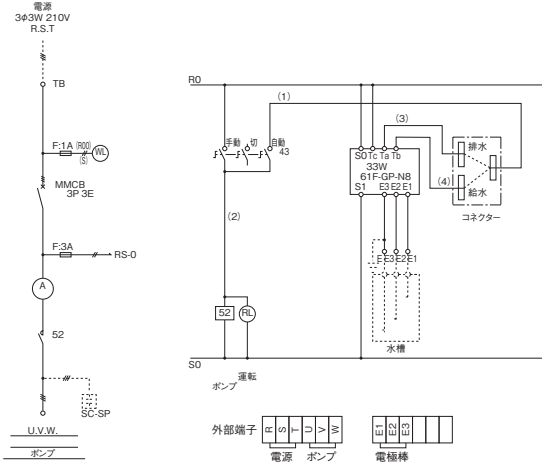 電源
3φ3W 210V
R.S.T
TB
F:1A (R00)
(S)
WL
MMCB
3P 3E
F:3A
RS-0
A
52
SC-SP
U.V.W.
ポンプ
R0
(1)
手動 切 自動
43
(2)
(3)
(4)
S0 Tc Ta Tb
33W
61F-GP-N8
S1 E3 E2 E1
排水
給水
コネクター
E E3 E2 E1
水槽
52
RL
S0
ポンプ
運転
外部端子
R S T U V W
電源 ポンプ
E1 E2 E3
電極棒